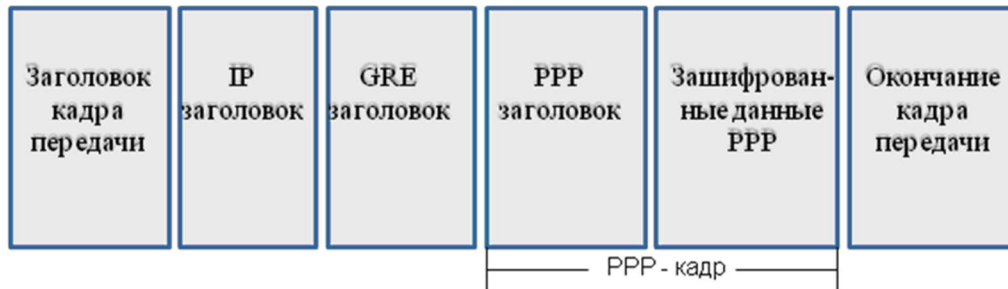 Заголовок
кадра
передачи
IP
заголовок
GRE
заголовок
PPP
заголовок
Зашифрован-
ные данные
PPP
Окончание
кадра
передачи
PPP - кадр